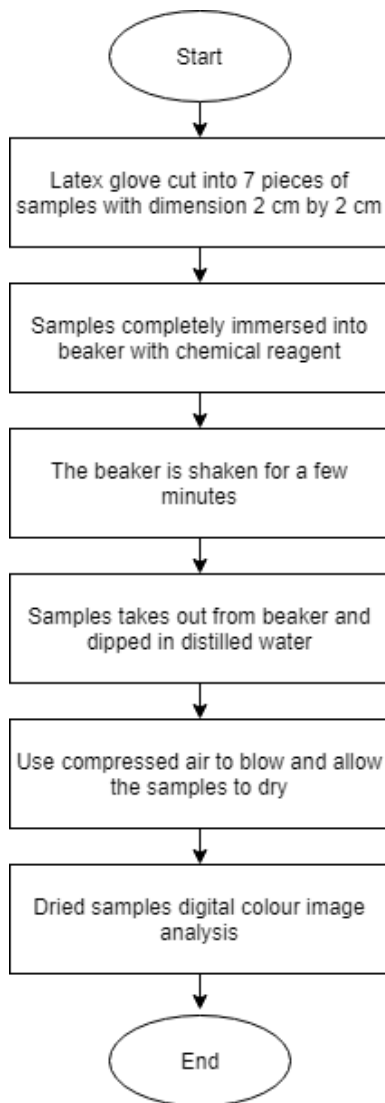 Start
Latex glove cut into 7 pieces of
samples with dimension 2 cm by 2 cm
Samples completely immersed into
beaker with chemical reagent
The beaker is shaken for a few
minutes
Samples takes out from beaker and
dipped in distilled water
Use compressed air to blow and allow
the samples to dry
Dried samples digital colour image
analysis
End